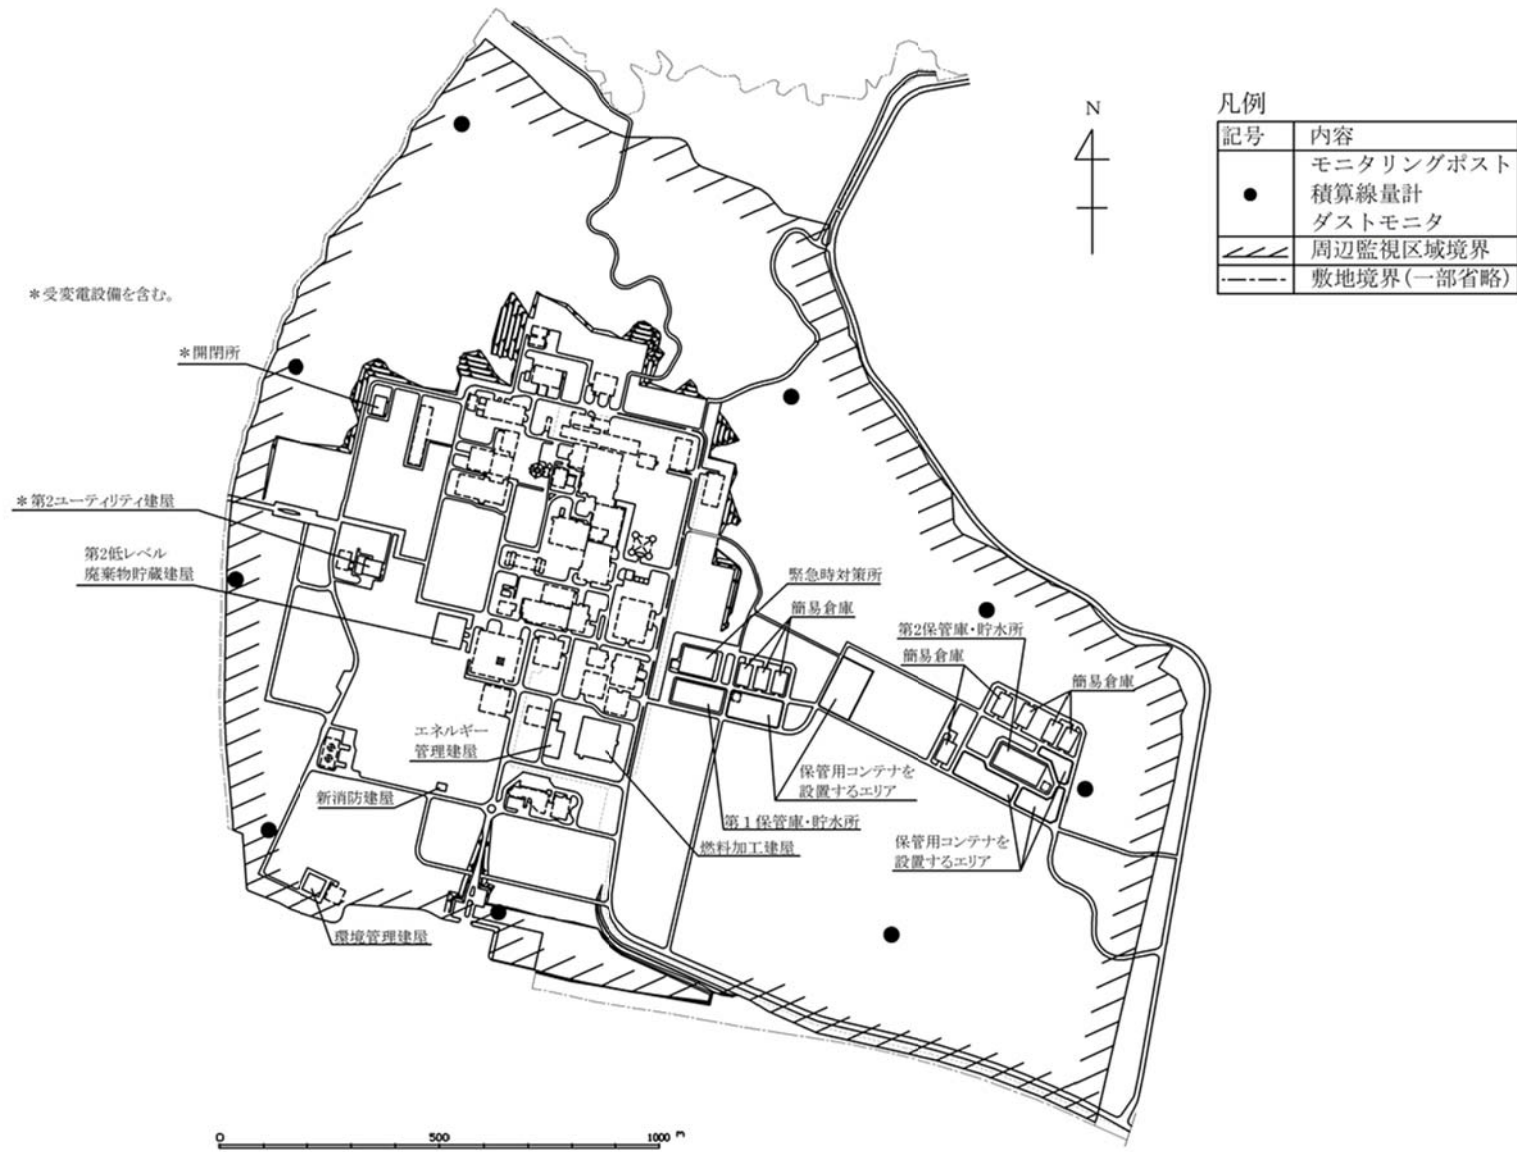 N
凡例
記号 内容
モニタリングポスト
積算線量計
ダストモニタ
周辺監視区域境界
敷地境界(一部省略)
*受変電設備を含む。
*開閉所
*第2ユーティリティ建屋
第2低レベル
廃棄物貯蔵建屋
緊急時対策所
簡易倉庫
第2保管庫・貯水所
簡易倉庫
簡易倉庫
エネルギー
管理建屋
保管用コンテナを
設置するエリア
新消防建屋
第1保管庫・貯水所
燃料加工建屋
保管用コンテナを
設置するエリア
環境管理建屋
0 500 1000 m